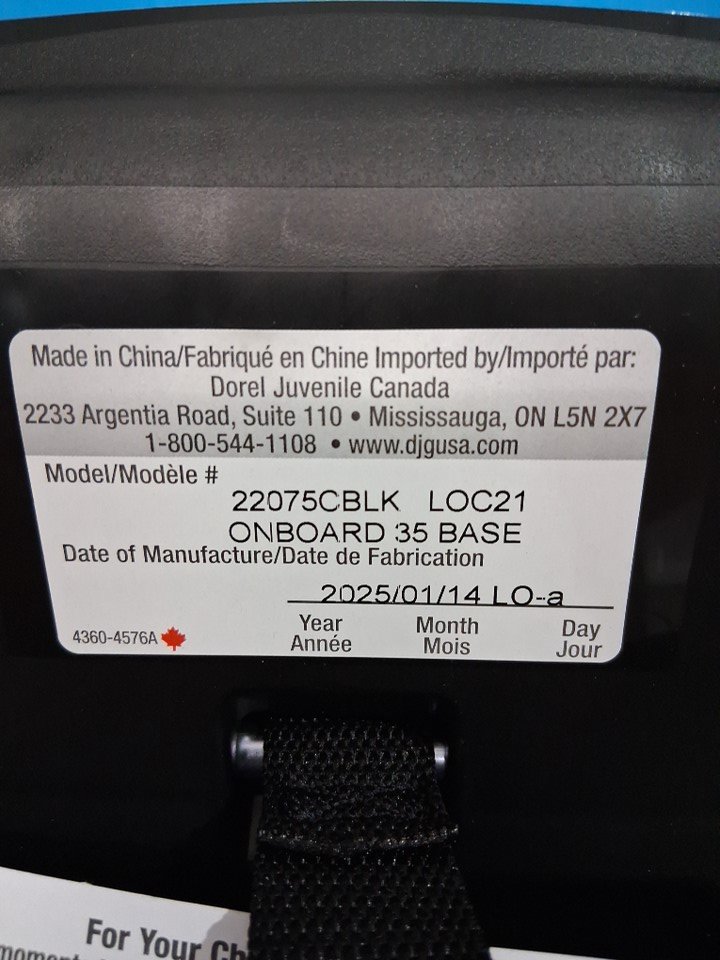 Made in China/Fabriqué en Chine Imported by/Importé par:
Dorel Juvenile Canada
2233 Argentia Road, Suite 110 • Mississauga, ON L5N 2X7
1-800-544-1108 • www.djgusa.com
Model/Modèle #
22075CBLK LOC21
ONBOARD 35 BASE
Date of Manufacture/Date de Fabrication
2025/01/14 LO-a
Year Month Day
Année Mois Jour
4360-4576A
For Your Ch